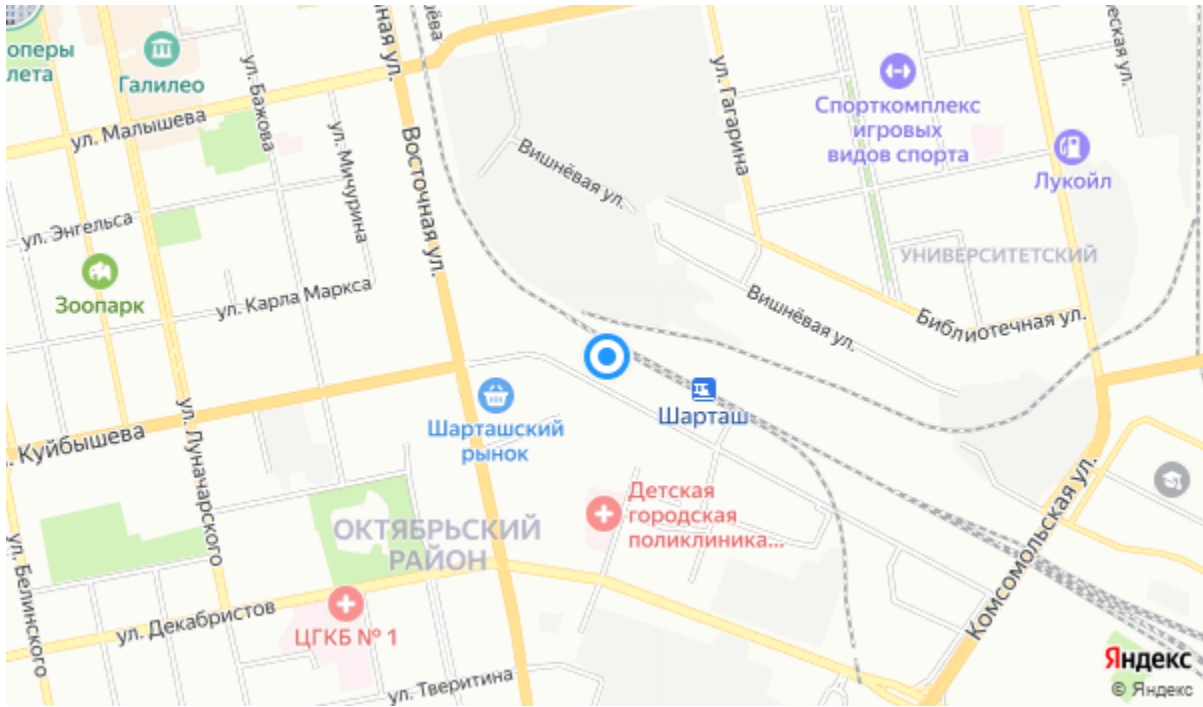 оперы
лета
Галилео
ул. Малышева
ул. Бажова
ул. Мичурина
Восточная ул.
Вишнёвая ул.
ул. Гагарина
Спорткомплекс
игровых
видов спорта
Лукойл
ул. Энгельса
Зоопарк
ул. Карла Маркса
УНИВЕРСИТЕТСКИЙ
Вишнёвая ул.
Библиотечная ул.
Шарташ
Шарташский
рынок
Куйбышева
ул. Луначарского
Детская
городская
поликлиника...
ОКТЯБРЬСКИЙ
РАЙОН
Комсомольская ул.
ул. Белинского
ул. Декабристов
ЦГКБ № 1
ул. Тверитина
Яндекс
© Яндекс